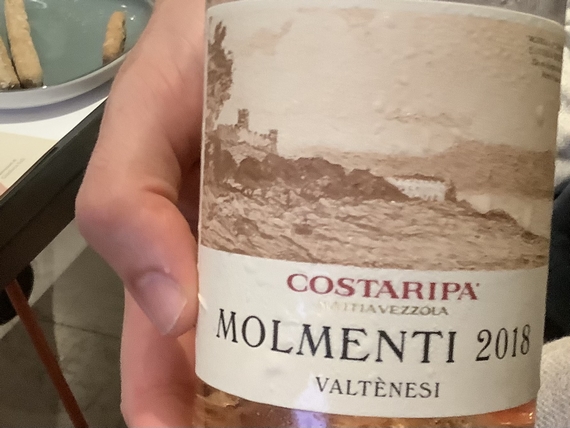 COSTARIPA
MATTIA VEZZOLA
MOLMENTI 2018
VALTÈNESI